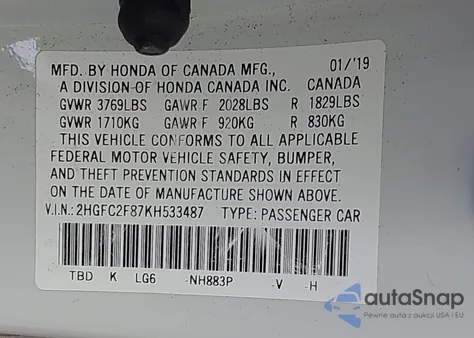 MFD. BY HONDA OF CANADA MFG., 01/'19
A DIVISION OF HONDA CANADA INC. CANADA
GVWR 3769LBS GAWR F 2028LBS R 1829LBS
GVWR 1710KG GAWR F 920KG R 830KG
THIS VEHICLE CONFORMS TO ALL APPLICABLE
FEDERAL MOTOR VEHICLE SAFETY, BUMPER,
AND THEFT PREVENTION STANDARDS IN EFFECT
ON THE DATE OF MANUFACTURE SHOWN ABOVE.
V.I.N.: 2HGFC2F87KH533487 TYPE: PASSENGER CAR
TBD K LG6 -NH883P -V -H
autoSnap
Pewne auta z aukcji USA i EU